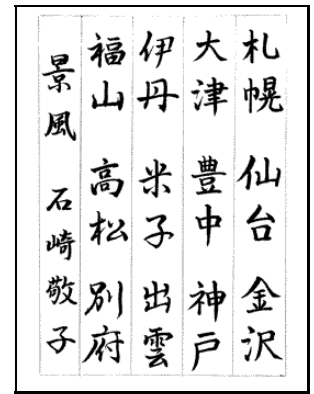 札幌 仙台 金沢
大津 豊中 神戸
伊丹 米子 出雲
福山 高松 別府
景風 石崎敬子